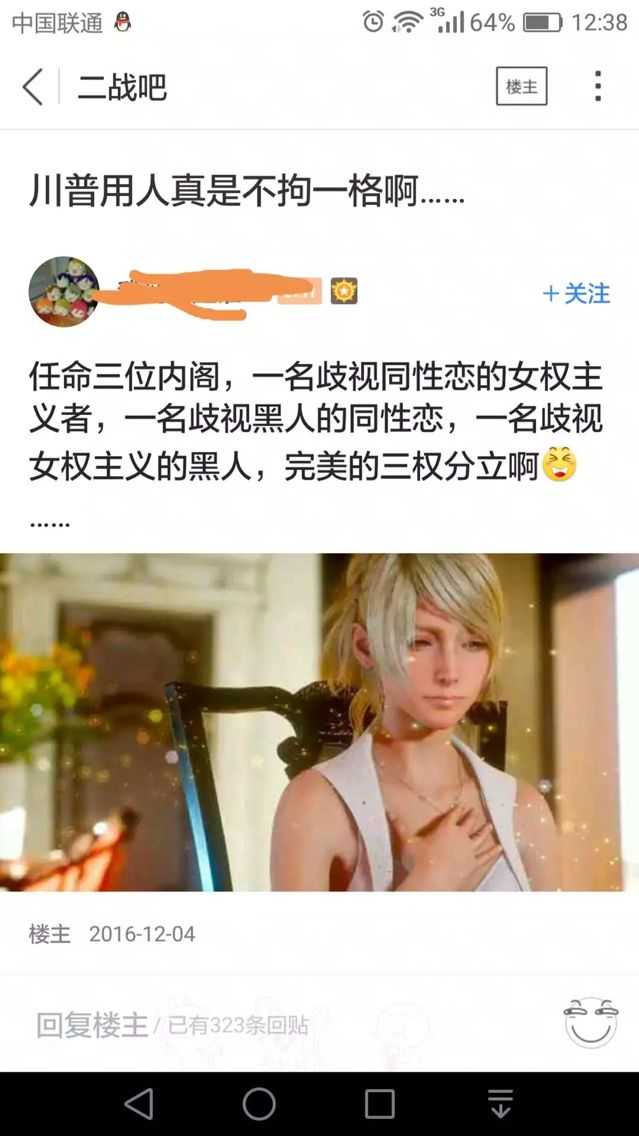 中国联通 3G 64% 12:38
二战吧 楼主
川普用人真是不拘一格啊......
+关注
任命三位内阁，一名歧视同性恋的女权主
义者，一名歧视黑人的同性恋，一名歧视
女权主义的黑人，完美的三权分立啊
......
楼主 2016-12-04
回复楼主 / 已有323条回贴